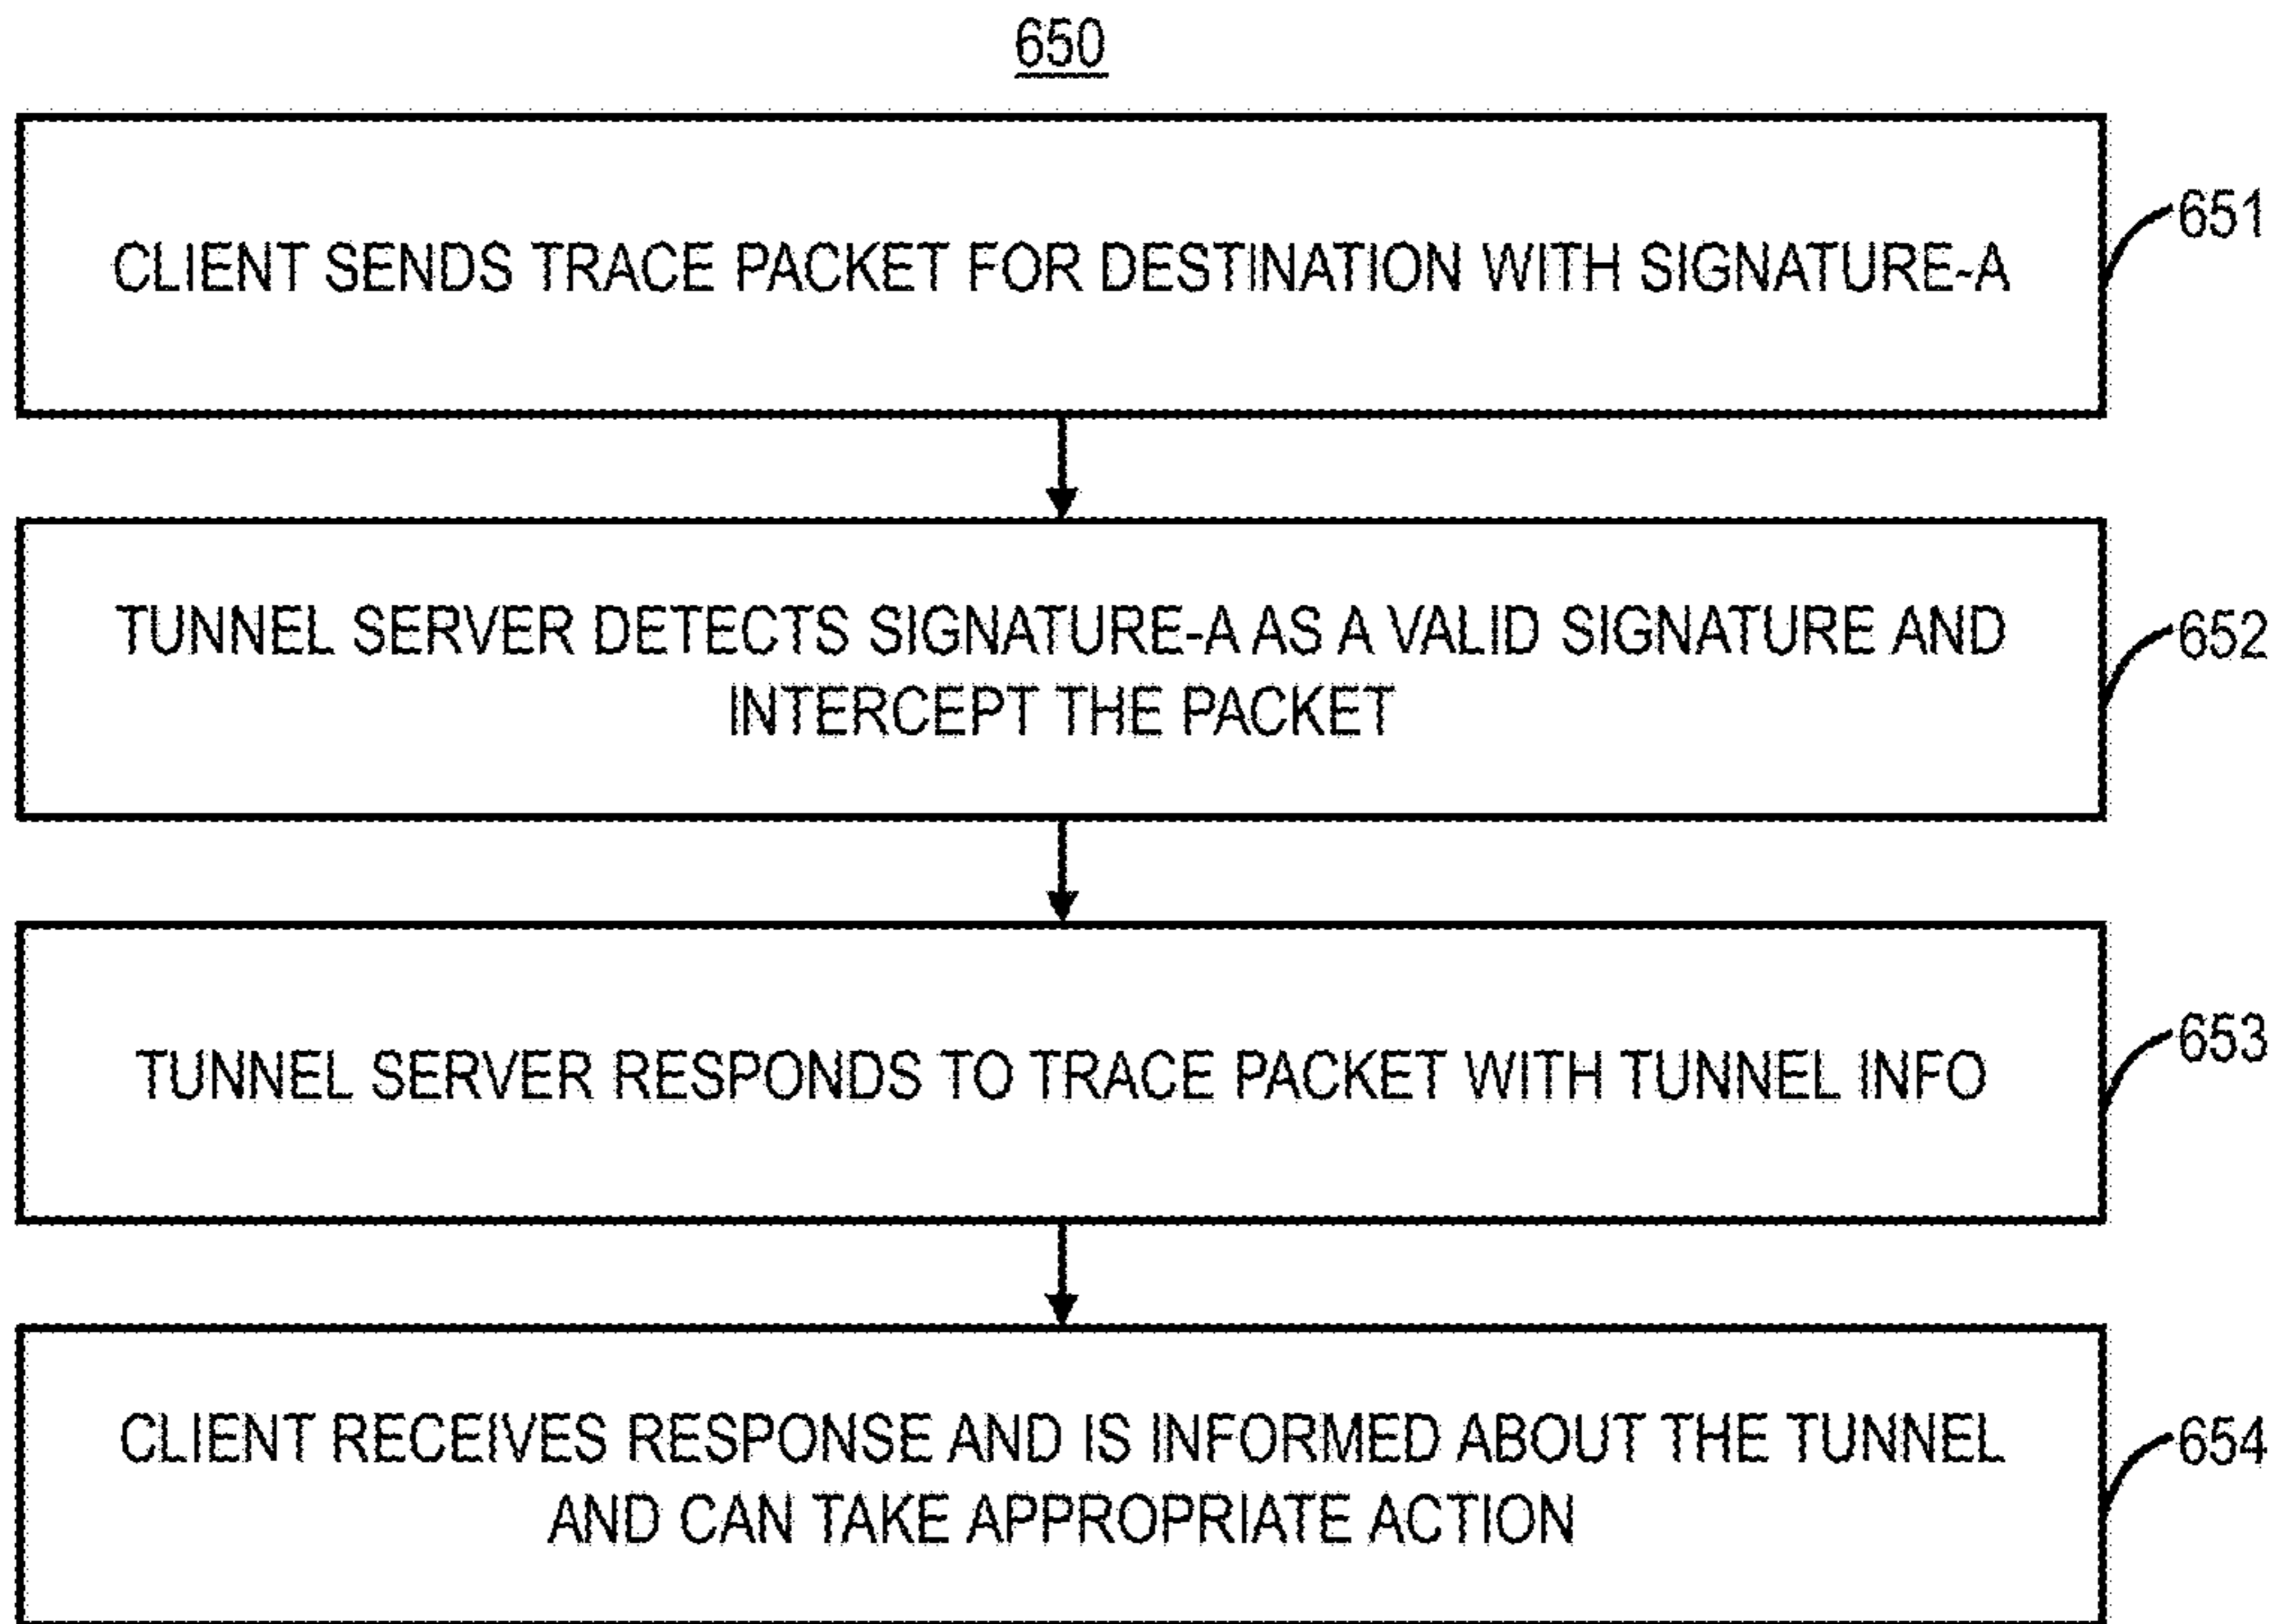 650
CLIENT SENDS TRACE PACKET FOR DESTINATION WITH SIGNATURE-A
651
TUNNEL SERVER DETECTS SIGNATURE-A AS A VALID SIGNATURE AND
INTERCEPT THE PACKET
652
TUNNEL SERVER RESPONDS TO TRACE PACKET WITH TUNNEL INFO
653
CLIENT RECEIVES RESPONSE AND IS INFORMED ABOUT THE TUNNEL
AND CAN TAKE APPROPRIATE ACTION
654